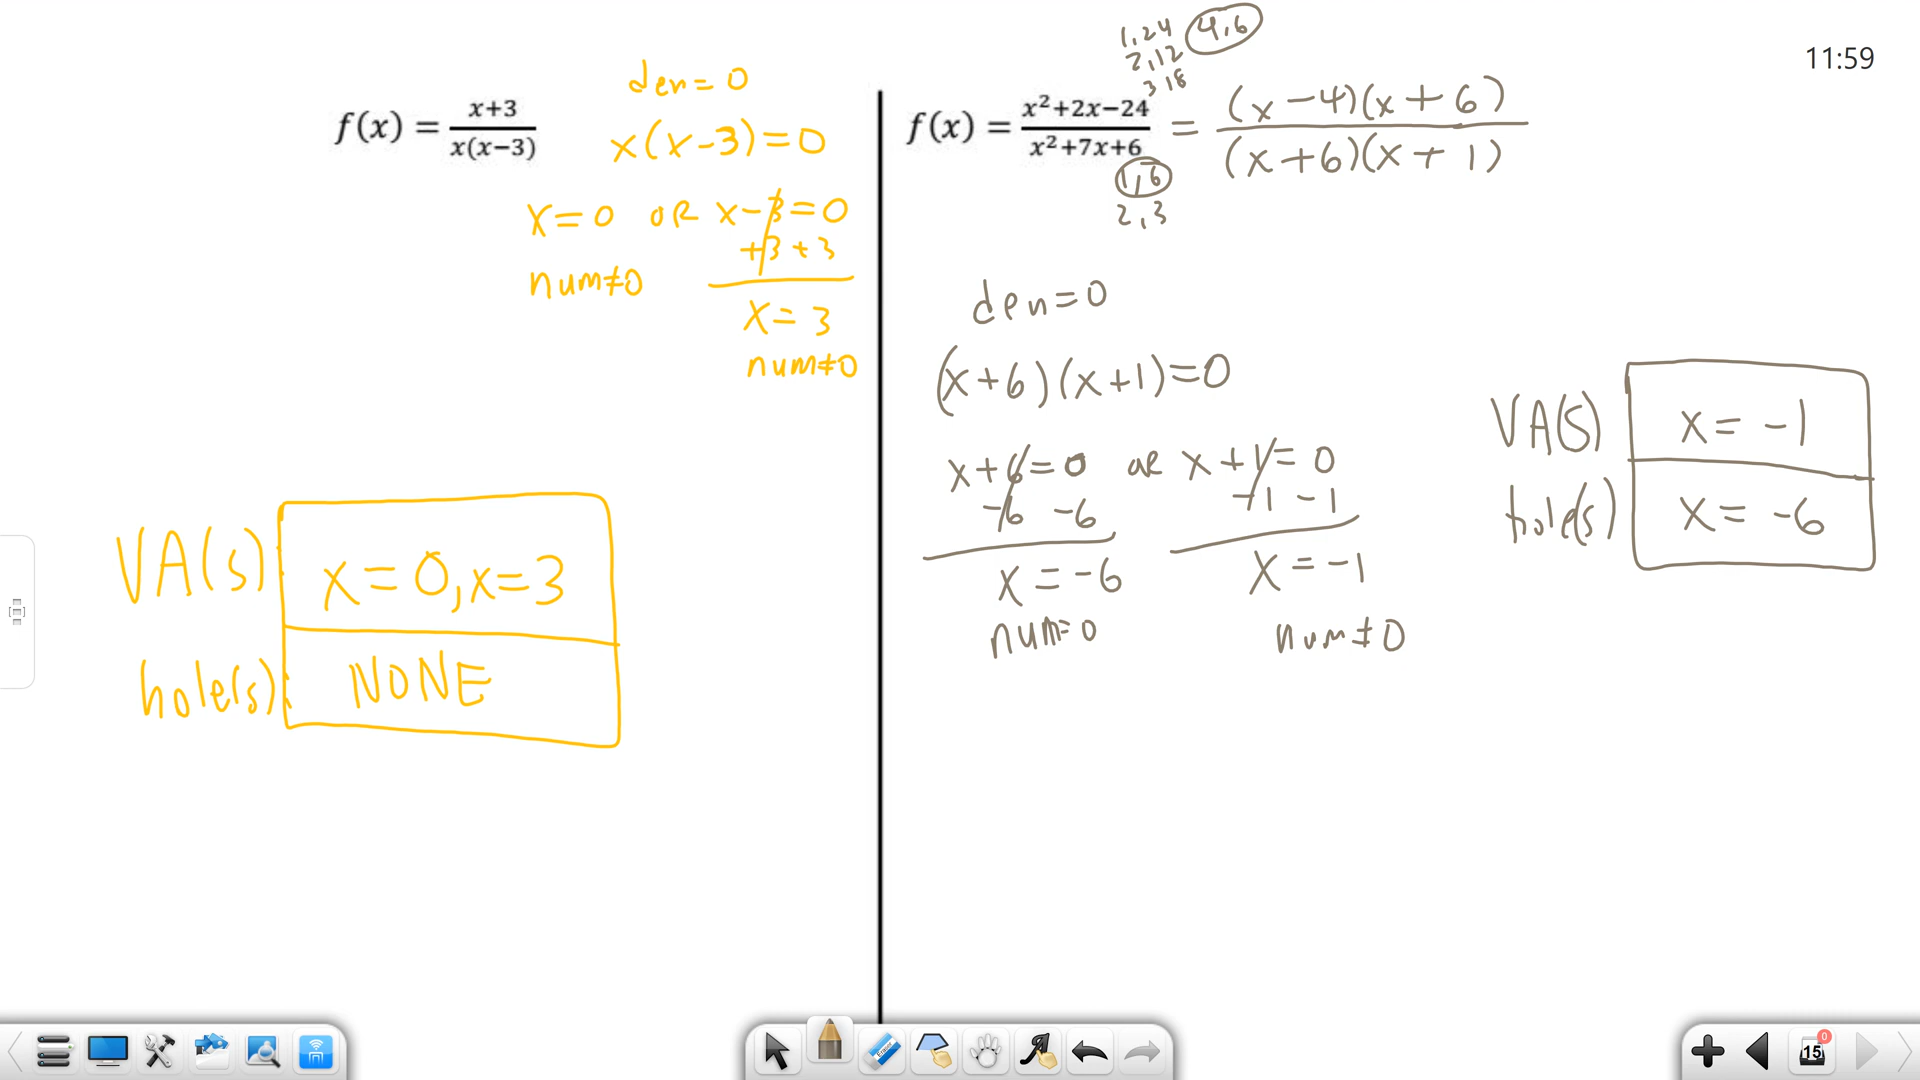 11:59
den = 0
f(x) = x+3 / x(x−3)
x(x−3)=0
x=0 OR x−3=0
+3 +3
num≠0
x = 3
num≠0
VA(s) x=0, x=3
hole(s) NONE
1,24 4,6
2,12
3 18
f(x) = x²+2x−24 / x²+7x+6 = (x−4)(x+6) / (x+6)(x+1)
1,6
2,3
den=0
(x+6)(x+1)=0
x+6=0 OR x+1=0
−6 −6 −1 −1
x=−6 x=−1
num=0 num≠0
VA(S) x=−1
hole(s) x=−6
Eraser
15
0